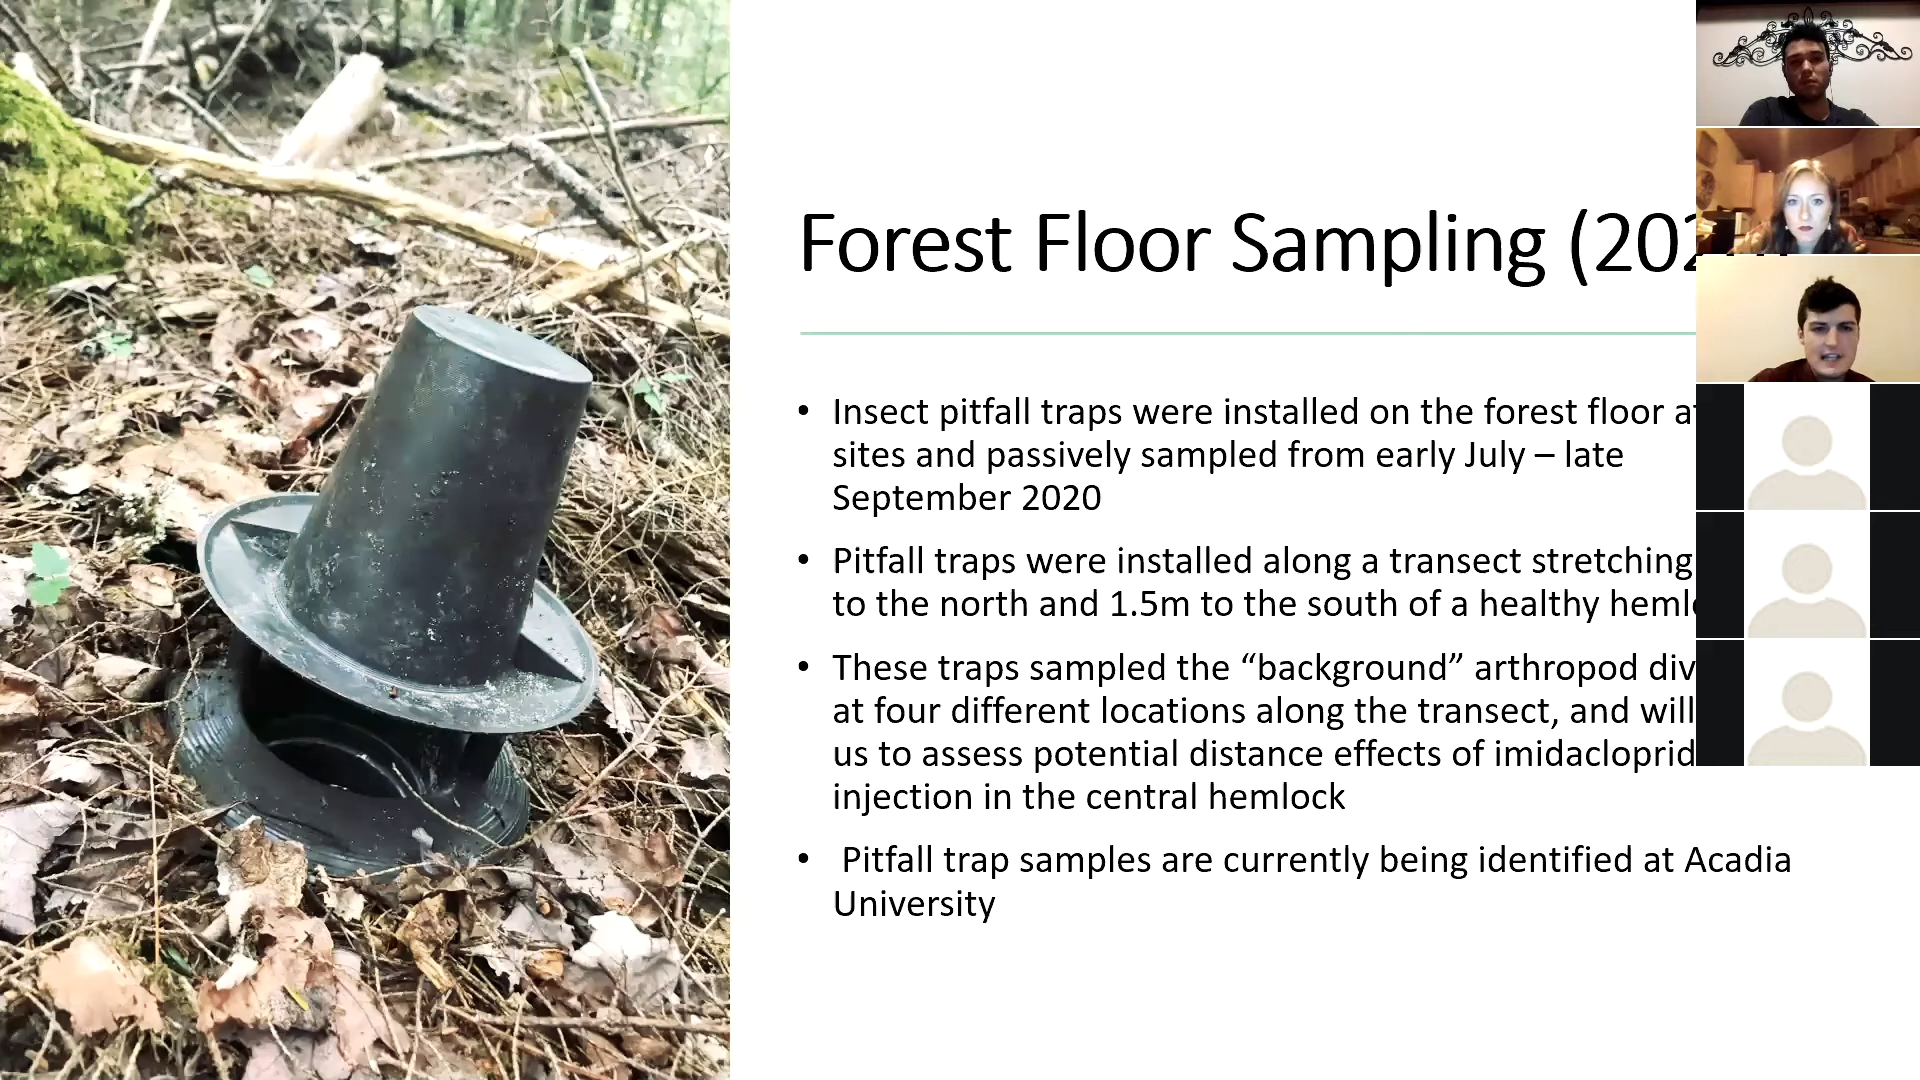 Forest Floor Sampling (202
• Insect pitfall traps were installed on the forest floor
sites and passively sampled from early July – late
September 2020
• Pitfall traps were installed along a transect stretching
to the north and 1.5m to the south of a healthy
• These traps sampled the “background” arthropod
at four different locations along the transect, and will
us to assess potential distance effects of imidacloprid
injection in the central hemlock
• Pitfall trap samples are currently being identified at Acadia
University